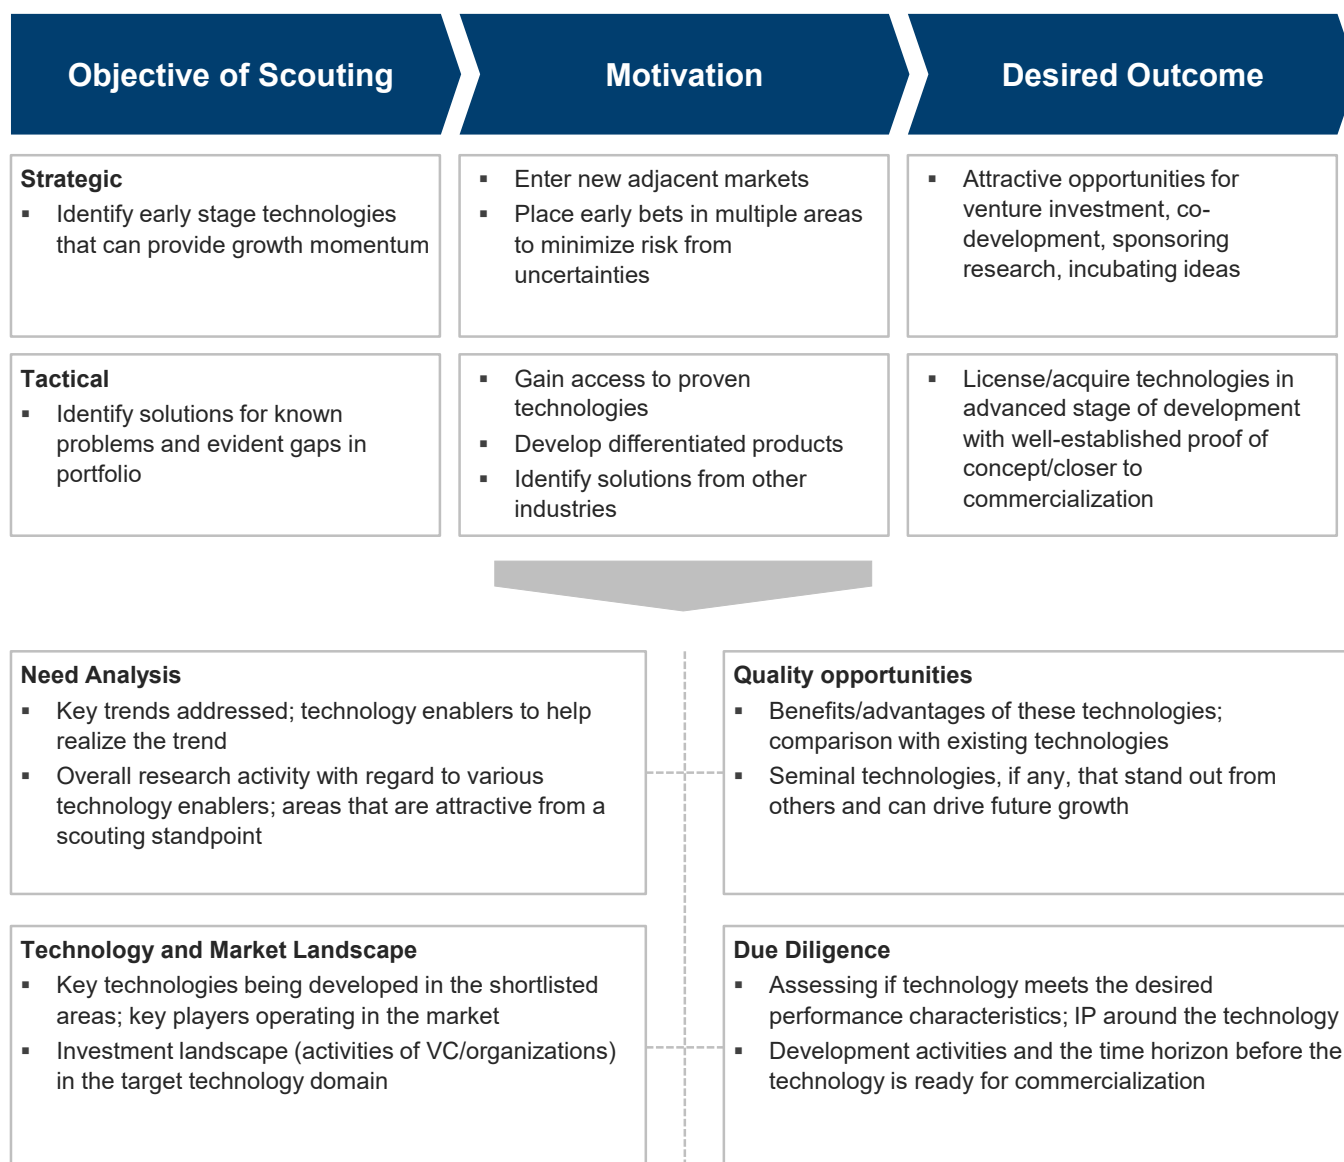 Objective of Scouting
Motivation
Desired Outcome
Strategic
▪ Identify early stage technologies
that can provide growth momentum
▪ Enter new adjacent markets
▪ Place early bets in multiple areas
to minimize risk from
uncertainties
▪ Attractive opportunities for
venture investment, co-
development, sponsoring
research, incubating ideas
Tactical
▪ Identify solutions for known
problems and evident gaps in
portfolio
▪ Gain access to proven
technologies
▪ Develop differentiated products
▪ Identify solutions from other
industries
▪ License/acquire technologies in
advanced stage of development
with well-established proof of
concept/closer to
commercialization
Need Analysis
▪ Key trends addressed; technology enablers to help
realize the trend
▪ Overall research activity with regard to various
technology enablers; areas that are attractive from a
scouting standpoint
Quality opportunities
▪ Benefits/advantages of these technologies;
comparison with existing technologies
▪ Seminal technologies, if any, that stand out from
others and can drive future growth
Technology and Market Landscape
▪ Key technologies being developed in the shortlisted
areas; key players operating in the market
▪ Investment landscape (activities of VC/organizations)
in the target technology domain
Due Diligence
▪ Assessing if technology meets the desired
performance characteristics; IP around the technology
▪ Development activities and the time horizon before the
technology is ready for commercialization